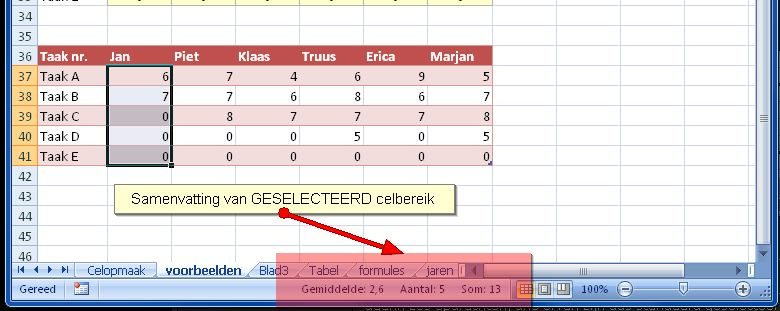 33
34
35
36 Taak nr. Jan Piet Klaas Truus Erica Marjan
37 Taak A 6 7 4 6 9 5
38 Taak B 7 7 6 8 6 7
39 Taak C 0 8 7 7 7 8
40 Taak D 0 0 0 5 0 5
41 Taak E 0 0 0 0 0 0
42
43
44
45
46
Samenvatting van GESELECTEERD celbereik
Celopmaak voorbeelden Blad3 Tabel formules jaren
Gereed Gemiddelde: 2,6 Aantal: 5 Som: 13 100%